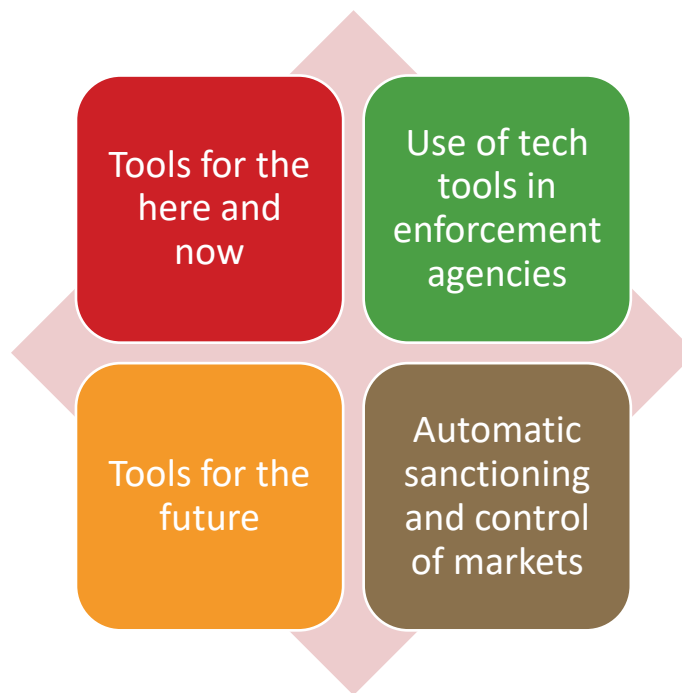 Tools for the
here and
now
Use of tech
tools in
enforcement
agencies
Tools for the
future
Automatic
sanctioning
and control
of markets